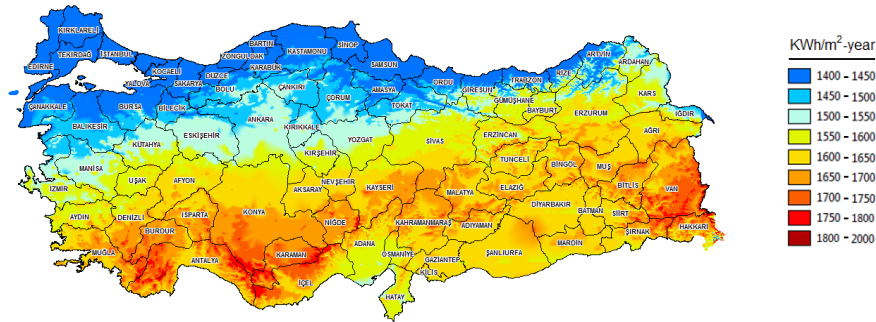 KIRKLARELİ
TEKİRDAĞ
İSTANBUL
EDİRNE
YALOVA
KOCAELİ
SAKARYA
DÜZCE
ZONGULDAK
BARTIN
KARABÜK
KASTAMONU
SİNOP
SAMSUN
ORDU
GİRESUN
TRABZON
RİZE
ARTVİN
ARDAHAN
ÇANAKKALE
BURSA
BİLECİK
BOLU
ÇANKIRI
ÇORUM
AMASYA
TOKAT
GÜMÜŞHANE
BAYBURT
ERZURUM
KARS
IĞDIR
BALIKESİR
KÜTAHYA
ESKİŞEHİR
ANKARA
KIRIKKALE
YOZGAT
SİVAS
ERZİNCAN
AĞRI
MANİSA
KIRŞEHİR
TUNCELİ
BİNGÖL
MUŞ
İZMİR
UŞAK
AFYON
AKSARAY
NEVŞEHİR
KAYSERİ
MALATYA
ELAZIĞ
BİTLİS
VAN
AYDIN
DENİZLİ
ISPARTA
KONYA
NİĞDE
KAHRAMANMARAŞ
ADIYAMAN
DİYARBAKIR
BATMAN
SİİRT
HAKKARİ
MUĞLA
BURDUR
ANTALYA
KARAMAN
İÇEL
ADANA
OSMANİYE
GAZİANTEP
KİLİS
ŞANLIURFA
MARDİN
ŞIRNAK
HATAY
KWh/m²-year
1400 - 1450
1450 - 1500
1500 - 1550
1550 - 1600
1600 - 1650
1650 - 1700
1700 - 1750
1750 - 1800
1800 - 2000